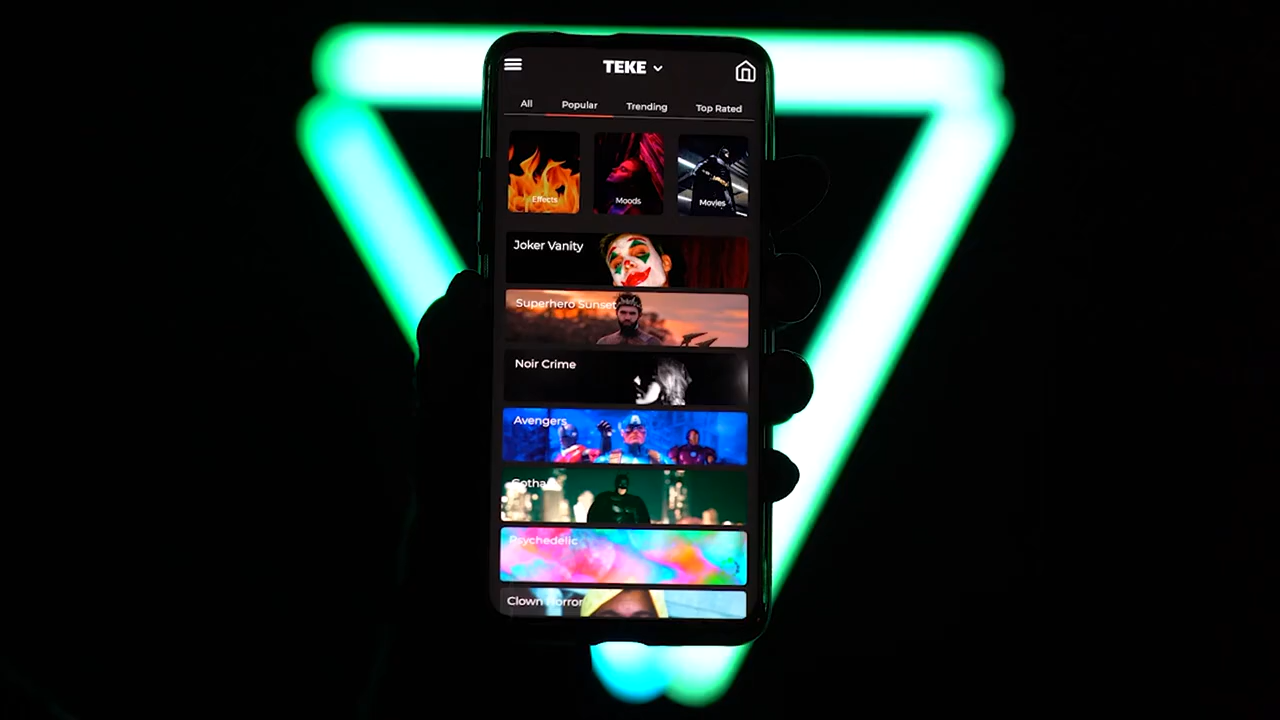 TEKE
All Popular Trending Top Rated
Effects Moods Movies
Joker Vanity
Superhero Sunset
Noir Crime
Avengers
Gotham
Psychedelic
Clown Horror